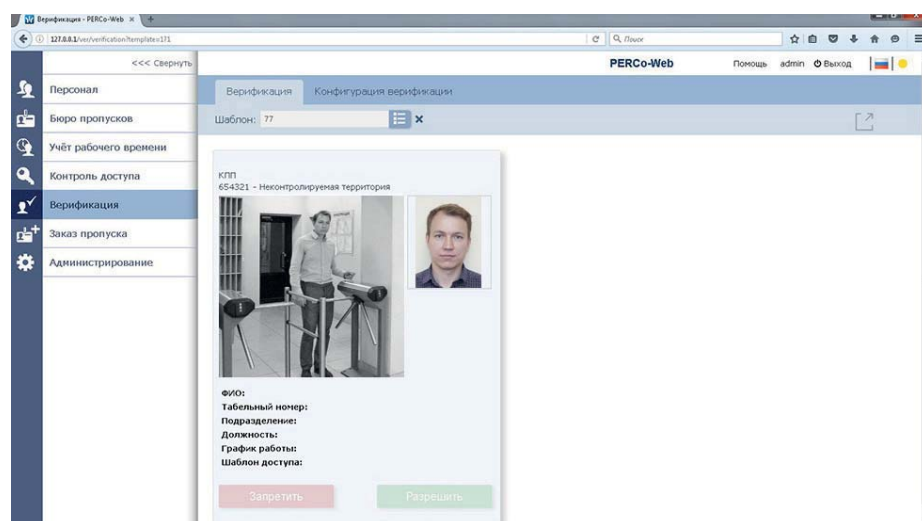 Верификация - PERCo-Web
127.0.0.1/ver/verification?template=171
Поиск
<<< Свернуть
PERCo-Web
Помощь
admin
Выход
Персонал
Бюро пропусков
Учёт рабочего времени
Контроль доступа
Верификация
Заказ пропуска
Администрирование
Верификация
Конфигурация верификации
Шаблон: 77
КПП
654321 - Неконтролируемая территория
ФИО:
Табельный номер:
Подразделение:
Должность:
График работы:
Шаблон доступа:
Запретить
Разрешить